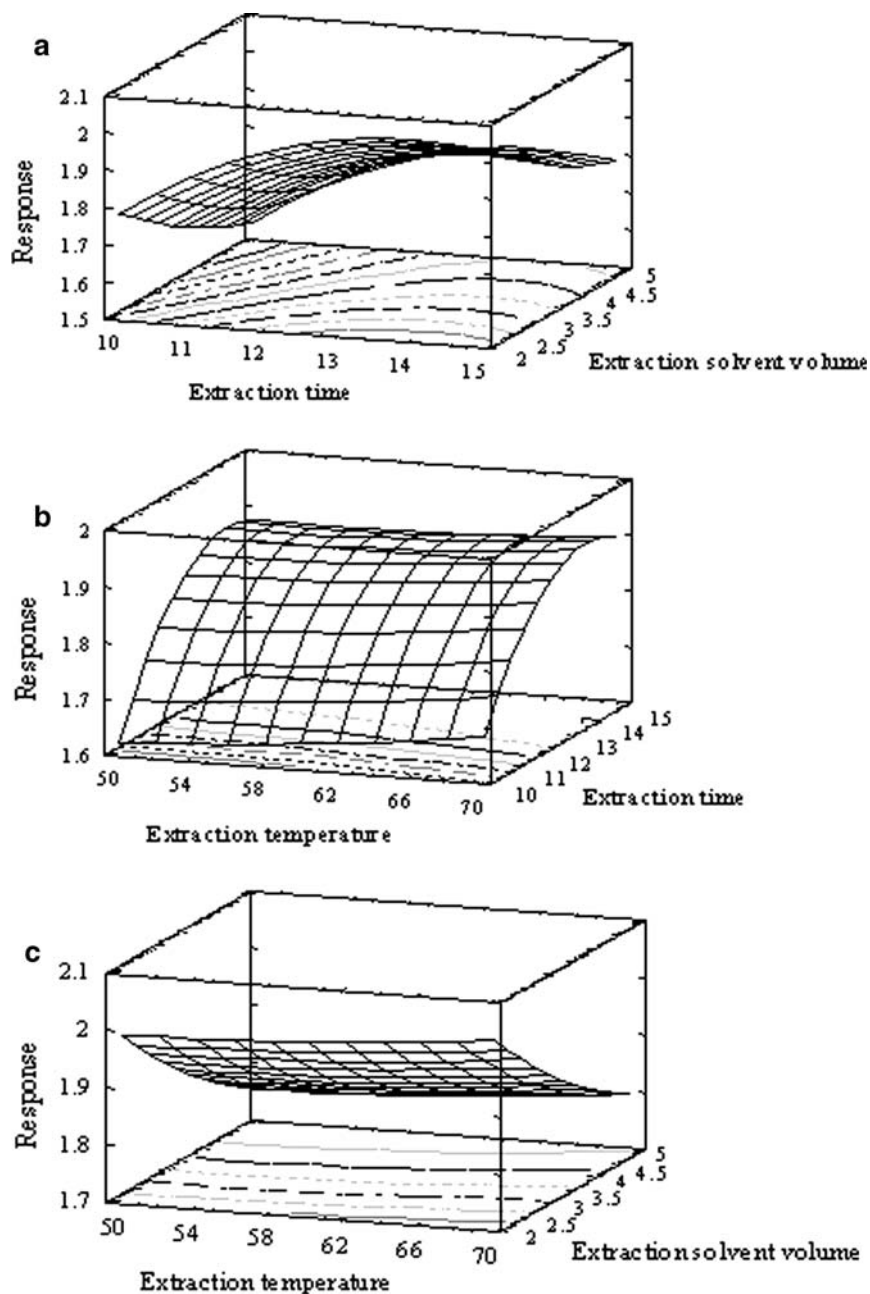 a
2.1
2
1.9
1.8
1.7
1.6
1.5
Response
10 11 12 13 14 15
Extraction time
2 2.5 3 3.5 4 4.5 5
Extraction solvent volume
b
2
1.9
1.8
1.7
1.6
Response
50 54 58 62 66 70
Extraction temperature
10 11 12 13 14 15
Extraction time
c
2.1
2
1.9
1.8
1.7
Response
50 54 58 62 66 70
Extraction temperature
2 2.5 3 3.5 4 4.5 5
Extraction solvent volume